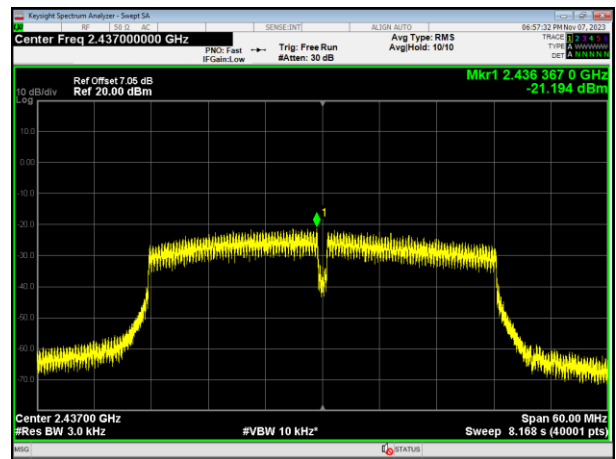 Keysight Spectrum Analyzer - Swept SA
RF 50 Ω AC SENSE:INT ALIGN AUTO 06:57:32 PM Nov 07, 2023
Center Freq 2.437000000 GHz
PNO: Fast
IFGain:Low
Trig: Free Run
#Atten: 30 dB
Avg Type: RMS
Avg|Hold: 10/10
TRACE 1 2 3 4 5 6
TYPE A WWWWW
DET A NNNNN
Mkr1 2.436 367 0 GHz
-21.194 dBm
Ref Offset 7.05 dB
10 dB/div Ref 20.00 dBm
Log
10.0
0.00
-10.0
-20.0
-30.0
-40.0
-50.0
-60.0
-70.0
1
Center 2.43700 GHz Span 60.00 MHz
#Res BW 3.0 kHz #VBW 10 kHz* Sweep 8.168 s (40001 pts)
MSG STATUS